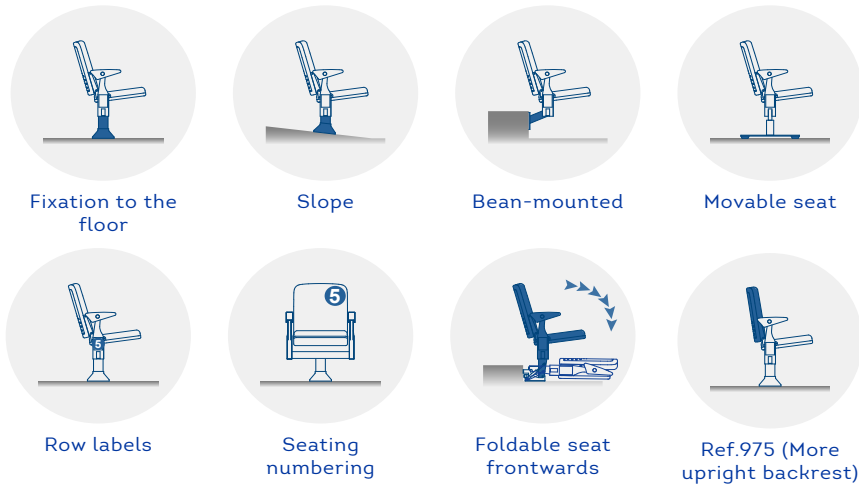 Fixation to the
floor
Slope
Bean-mounted
Movable seat
5
5
Row labels
Seating
numbering
Foldable seat
frontwards
Ref.975 (More
upright backrest)